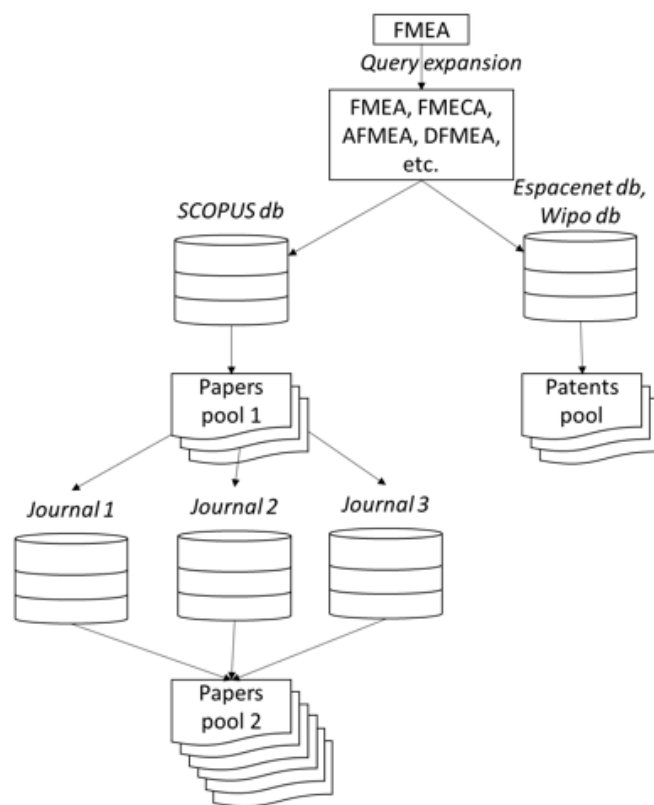 FMEA
Query expansion
FMEA, FMECA,
AFMEA, DFMEA,
etc.
SCOPUS db
Espacenet db,
Wipo db
Papers
pool 1
Patents
pool
Journal 1
Journal 2
Journal 3
Papers
pool 2